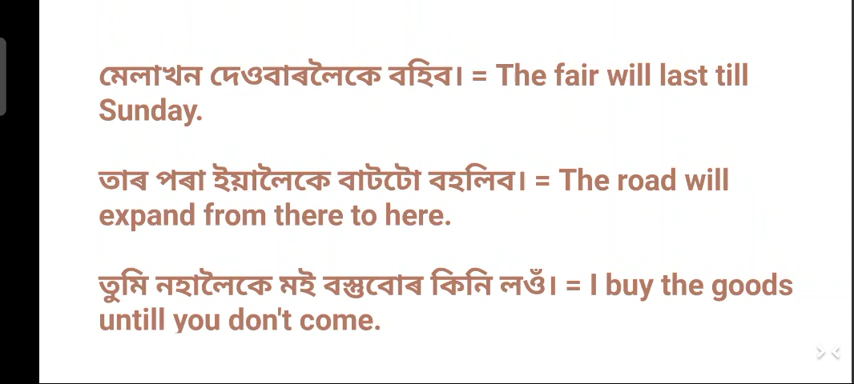 মেলাখন দেওবাৰলৈকে বহিব। = The fair will last till
Sunday.
তাৰ পৰা ইয়ালৈকে বাটটো বহলিব। = The road will
expand from there to here.
তুমি নহালৈকে মই বস্তুবোৰ কিনি লওঁ। = I buy the goods
untill you don't come.